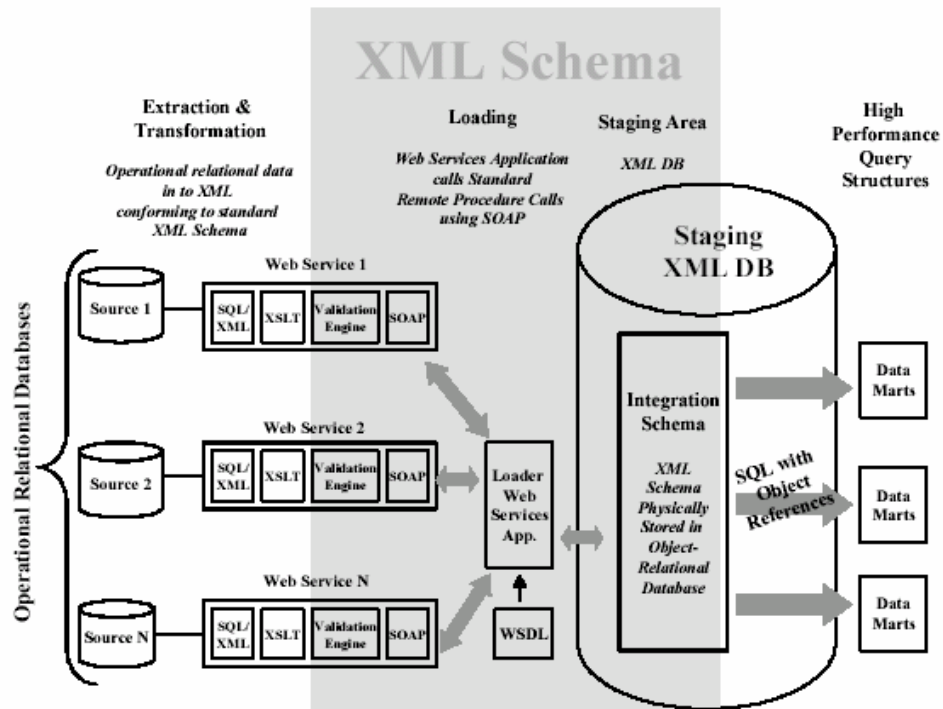 XML Schema
Extraction &
Transformation
Operational relational data
in to XML
conforming to standard
XML Schema
Loading
Web Services Application
calls Standard
Remote Procedure Calls
using SOAP
Staging Area
XML DB
High
Performance
Query
Structures
Operational Relational Databases
Source 1
Web Service 1
SQL/
XML
XSLT
Validation
Engine
SOAP
Source 2
Web Service 2
SQL/
XML
XSLT
Validation
Engine
SOAP
Source N
Web Service N
SQL/
XML
XSLT
Validation
Engine
SOAP
Loader
Web
Services
App.
WSDL
Staging
XML DB
Integration
Schema
XML
Schema
Physically
Stored in
Object-
Relational
Database
SQL with
Object
References
Data
Marts
Data
Marts
Data
Marts